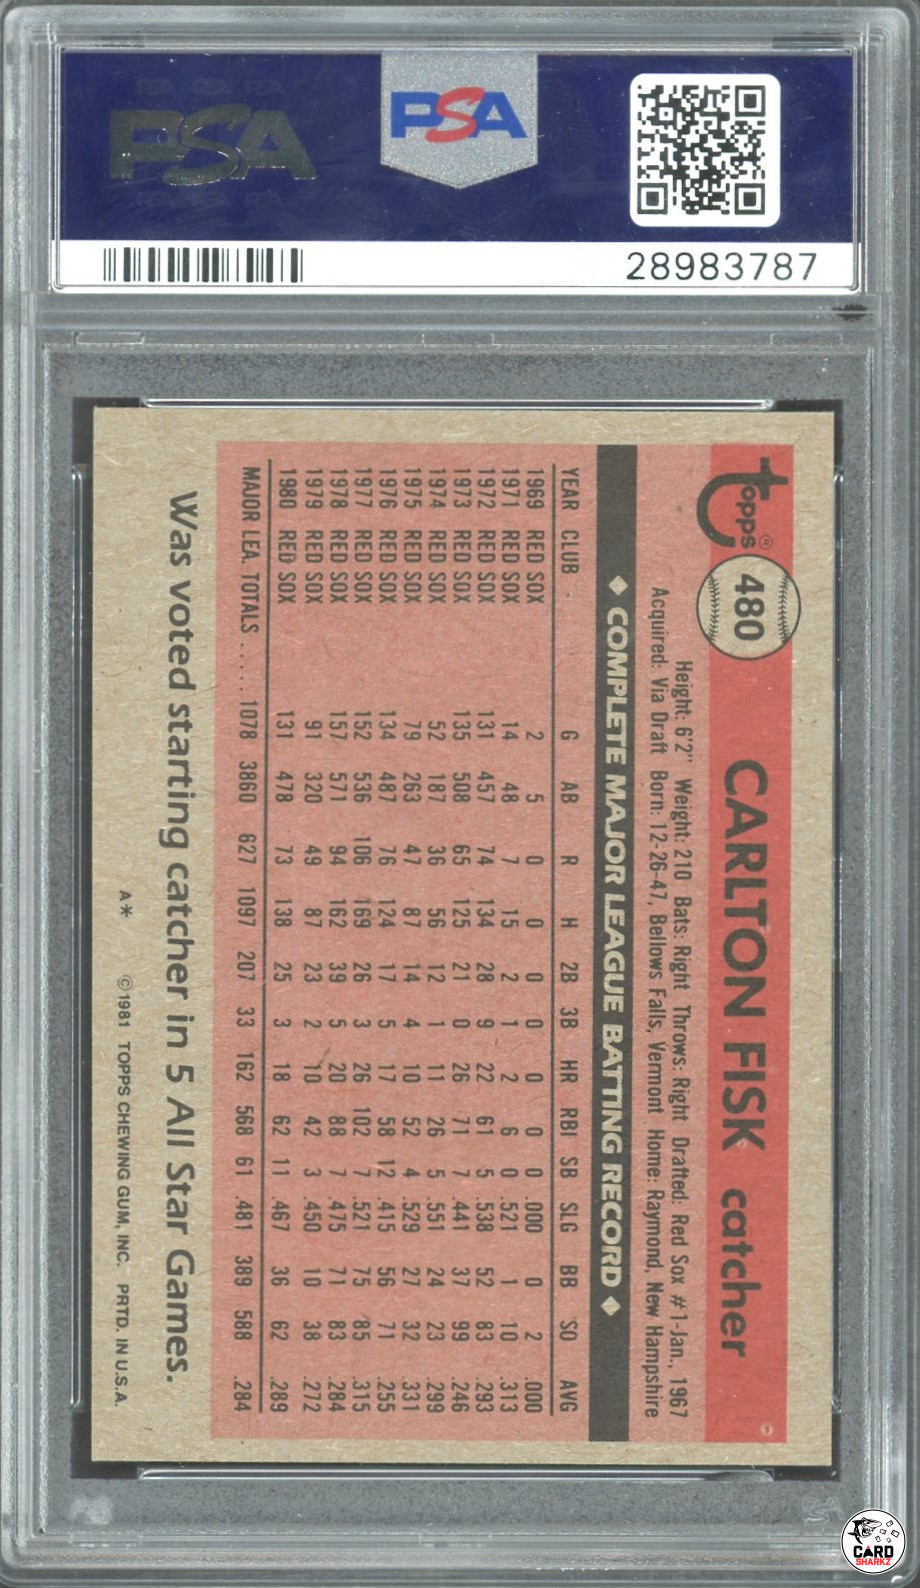 PSA PSA PSA
PSA
PSA PSA PSA
PSA
28983787
topps®
480
CARLTON FISK catcher
Height: 6'2" Weight: 210 Bats: Right Throws: Right Drafted: Red Sox #1-Jan., 1967
Acquired: Via Draft Born: 12-26-47, Bellows Falls, Vermont Home: Raymond, New Hampshire
◆ COMPLETE MAJOR LEAGUE BATTING RECORD ◆
YEAR CLUB G AB R H 2B 3B HR RBI SB SLG BB SO AVG
1969 RED SOX 2 5 0 0 0 0 0 0 0 .000 0 2 .000
1971 RED SOX 14 48 7 15 2 1 2 6 0 .521 1 10 .313
1972 RED SOX 131 457 74 134 28 9 22 61 5 .538 52 83 .293
1973 RED SOX 135 508 65 125 21 0 26 71 7 .441 37 99 .246
1974 RED SOX 52 187 36 56 12 1 11 26 5 .551 24 23 .299
1975 RED SOX 79 263 47 87 14 4 10 52 4 .529 27 32 .331
1976 RED SOX 134 487 76 124 17 5 17 58 12 .415 56 71 .255
1977 RED SOX 152 536 106 169 26 3 26 102 7 .521 75 85 .315
1978 RED SOX 157 571 94 162 39 5 20 88 7 .475 71 83 .284
1979 RED SOX 91 320 49 87 23 2 10 42 3 .450 10 38 .272
1980 RED SOX 131 478 73 138 25 3 18 62 11 .467 36 62 .289
MAJOR LEA. TOTALS ..... 1078 3860 627 1097 207 33 162 568 61 .481 389 588 .284
Was voted starting catcher in 5 All Star Games.
A* ©1981 TOPPS CHEWING GUM, INC. PRTD. IN U.S.A.
PSA
CARD
SHARKZ